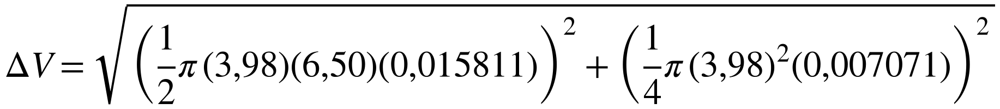 ΔV = √((1/2 π(3,98)(6,50)(0,015811))² + (1/4 π(3,98)²(0,007071))²)